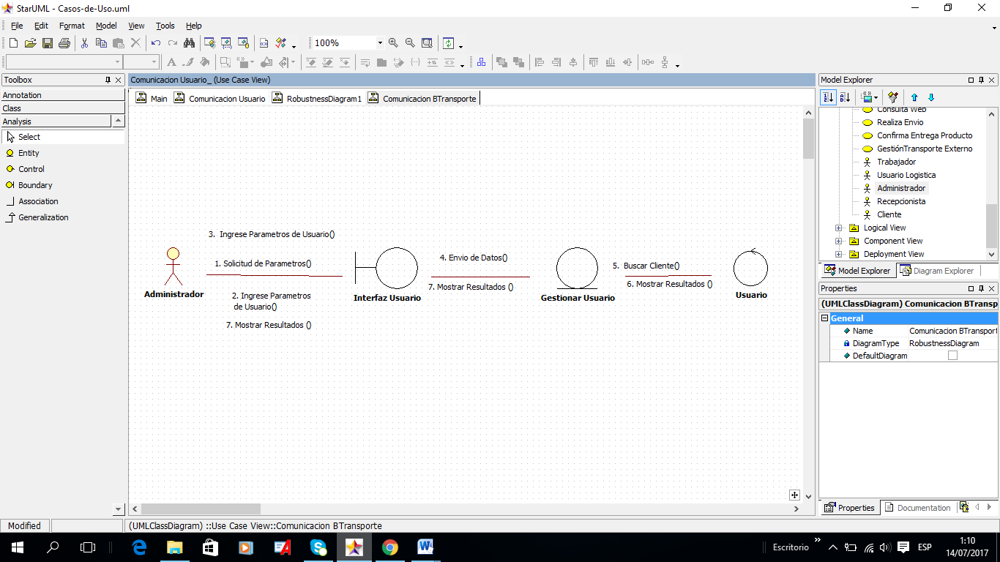 StarUML - Casos-de-Uso.uml
File Edit Format Model View Tools Help
100%
Toolbox
Annotation
Class
Analysis
Select
Entity
Control
Boundary
Association
Generalization
Comunicacion Usuario_ (Use Case View)
Main Comunicacion Usuario RobustnessDiagram1 Comunicacion BTransporte
3. Ingrese Parametros de Usuario()
1. Solicitud de Parametros()
2. Ingrese Parametros
de Usuario()
7. Mostrar Resultados ()
Administrador
4. Envio de Datos()
7. Mostrar Resultados ()
Interfaz Usuario
Gestionar Usuario
5. Buscar Cliente()
6. Mostrar Resultados ()
Usuario
Model Explorer
Consulta Web
Realiza Envio
Confirma Entrega Producto
GestiónTransporte Externo
Trabajador
Usuario Logistica
Administrador
Recepcionista
Cliente
Logical View
Component View
Deployment View
Model Explorer Diagram Explorer
Properties
(UMLClassDiagram) Comunicacion BTransp
General
Name Comunicacion BTransporte
DiagramType RobustnessDiagram
DefaultDiagram
Properties Documentation
Modified
(UMLClassDiagram) ::Use Case View::Comunicacion BTransporte
Escritorio
ESP
1:10
14/07/2017